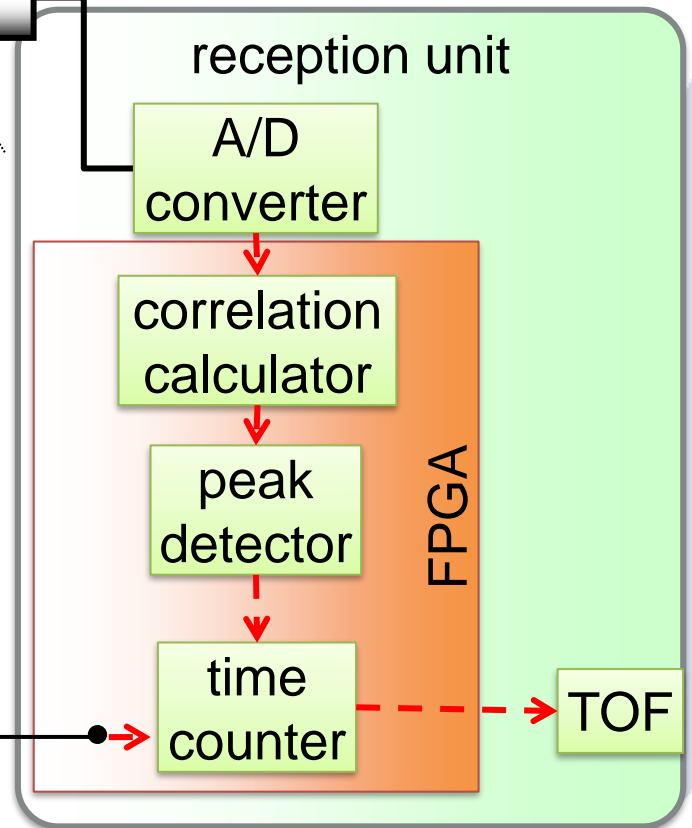 reception unit
A/D
converter
correlation
calculator
peak
detector
FPGA
time
counter
TOF